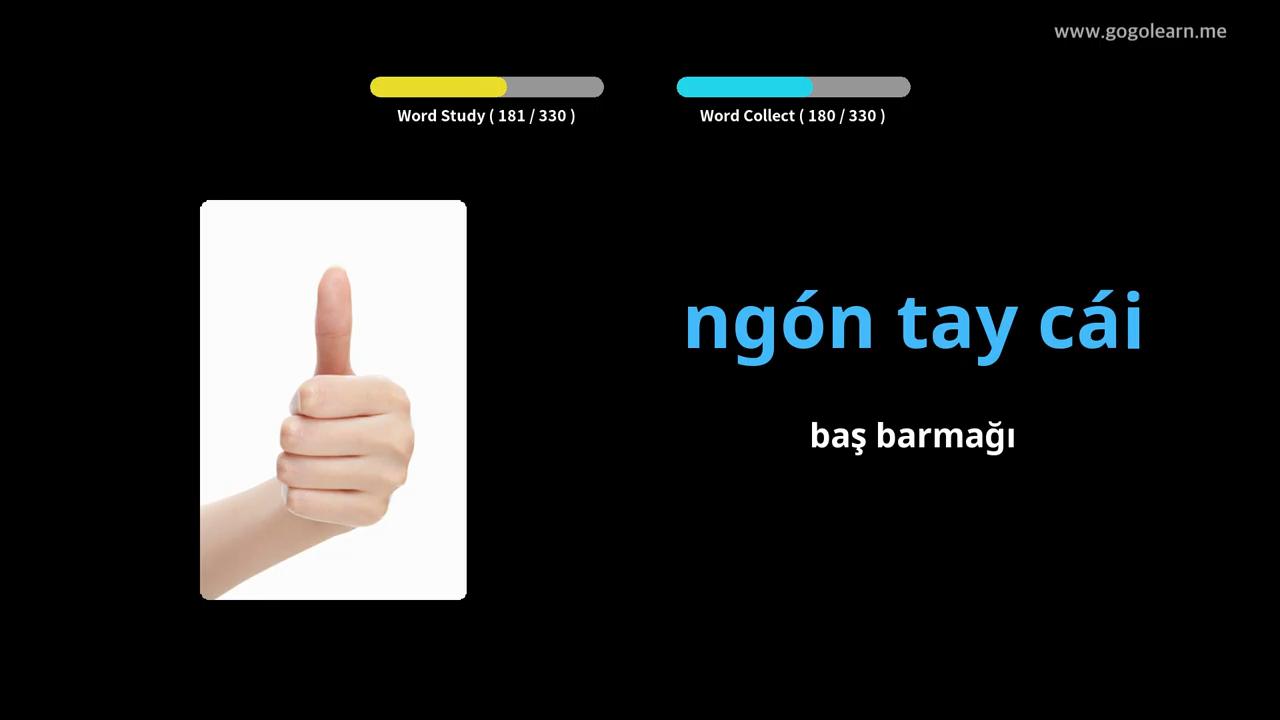 www.gogolearn.me
Word Study ( 181 / 330 )
Word Collect ( 180 / 330 )
ngón tay cái
baş barmağı